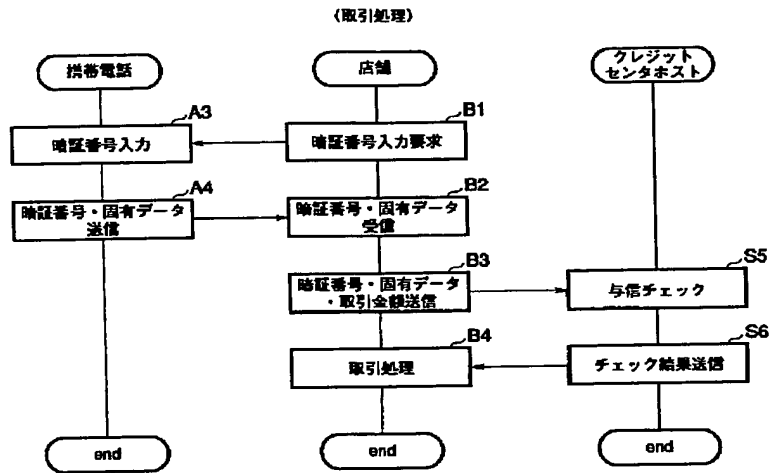 (取引処理)
携帯電話
店舗
クレジット
センタホスト
A3
暗証番号入力
B1
暗証番号入力要求
A4
暗証番号・固有データ
送信
B2
暗証番号・固有データ
受信
B3
暗証番号・固有データ
・取引金額送信
S5
与信チェック
B4
取引処理
S6
チェック結果送信
end
end
end